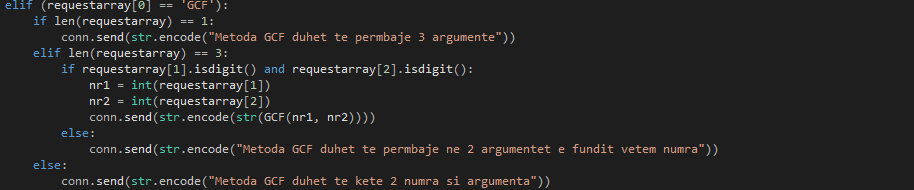 elif (requestarray[0] == 'GCF'):
    if len(requestarray) == 1:
        conn.send(str.encode("Metoda GCF duhet te permbaje 3 argumente"))
    elif len(requestarray) == 3:
        if requestarray[1].isdigit() and requestarray[2].isdigit():
            nr1 = int(requestarray[1])
            nr2 = int(requestarray[2])
            conn.send(str.encode(str(GCF(nr1, nr2))))
        else:
            conn.send(str.encode("Metoda GCF duhet te permbaje ne 2 argumentet e fundit vetem numra"))
    else:
        conn.send(str.encode("Metoda GCF duhet te kete 2 numra si argumenta"))